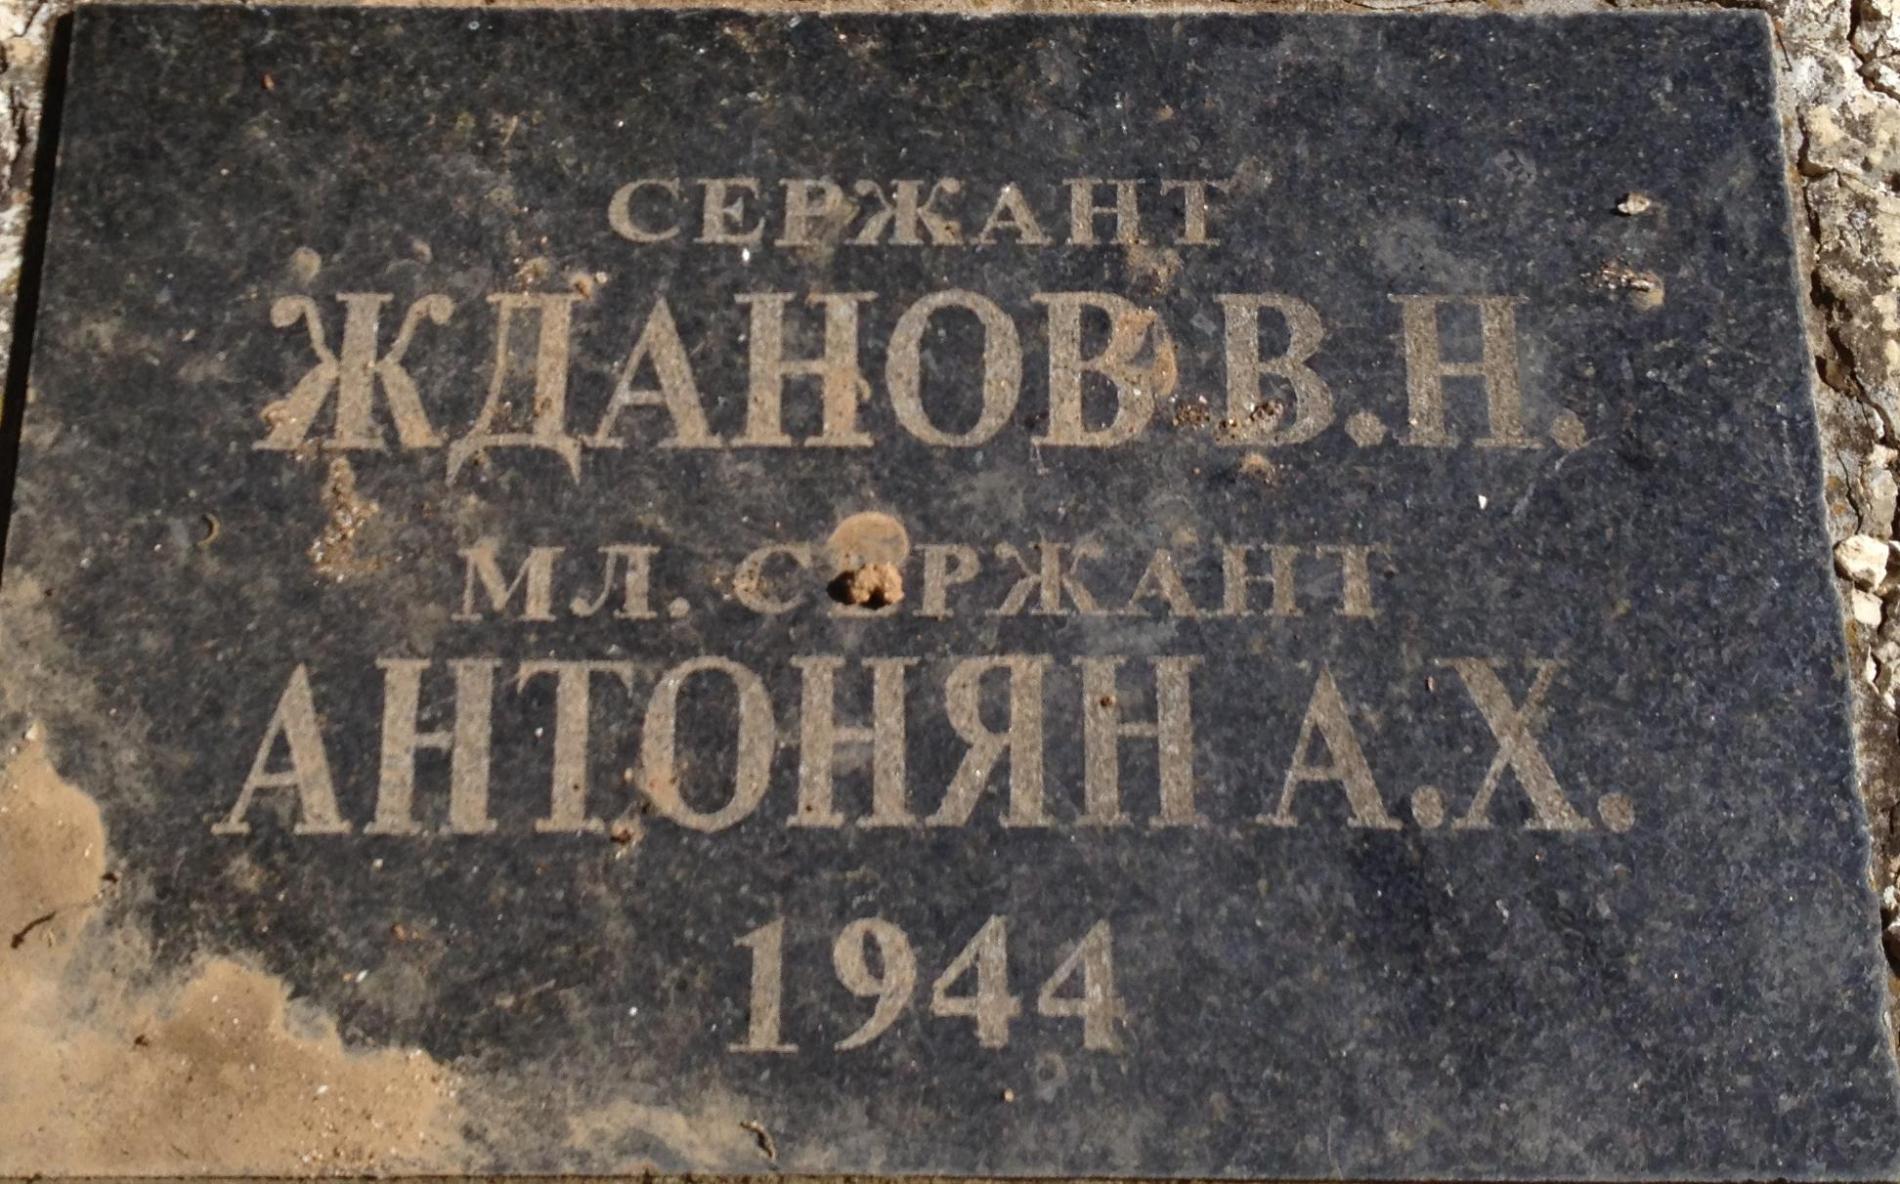 СЕРЖАНТ
ЖДАНОВ В.Н.
МЛ. СЕРЖАНТ
АНТОНЯН А.Х.
1944